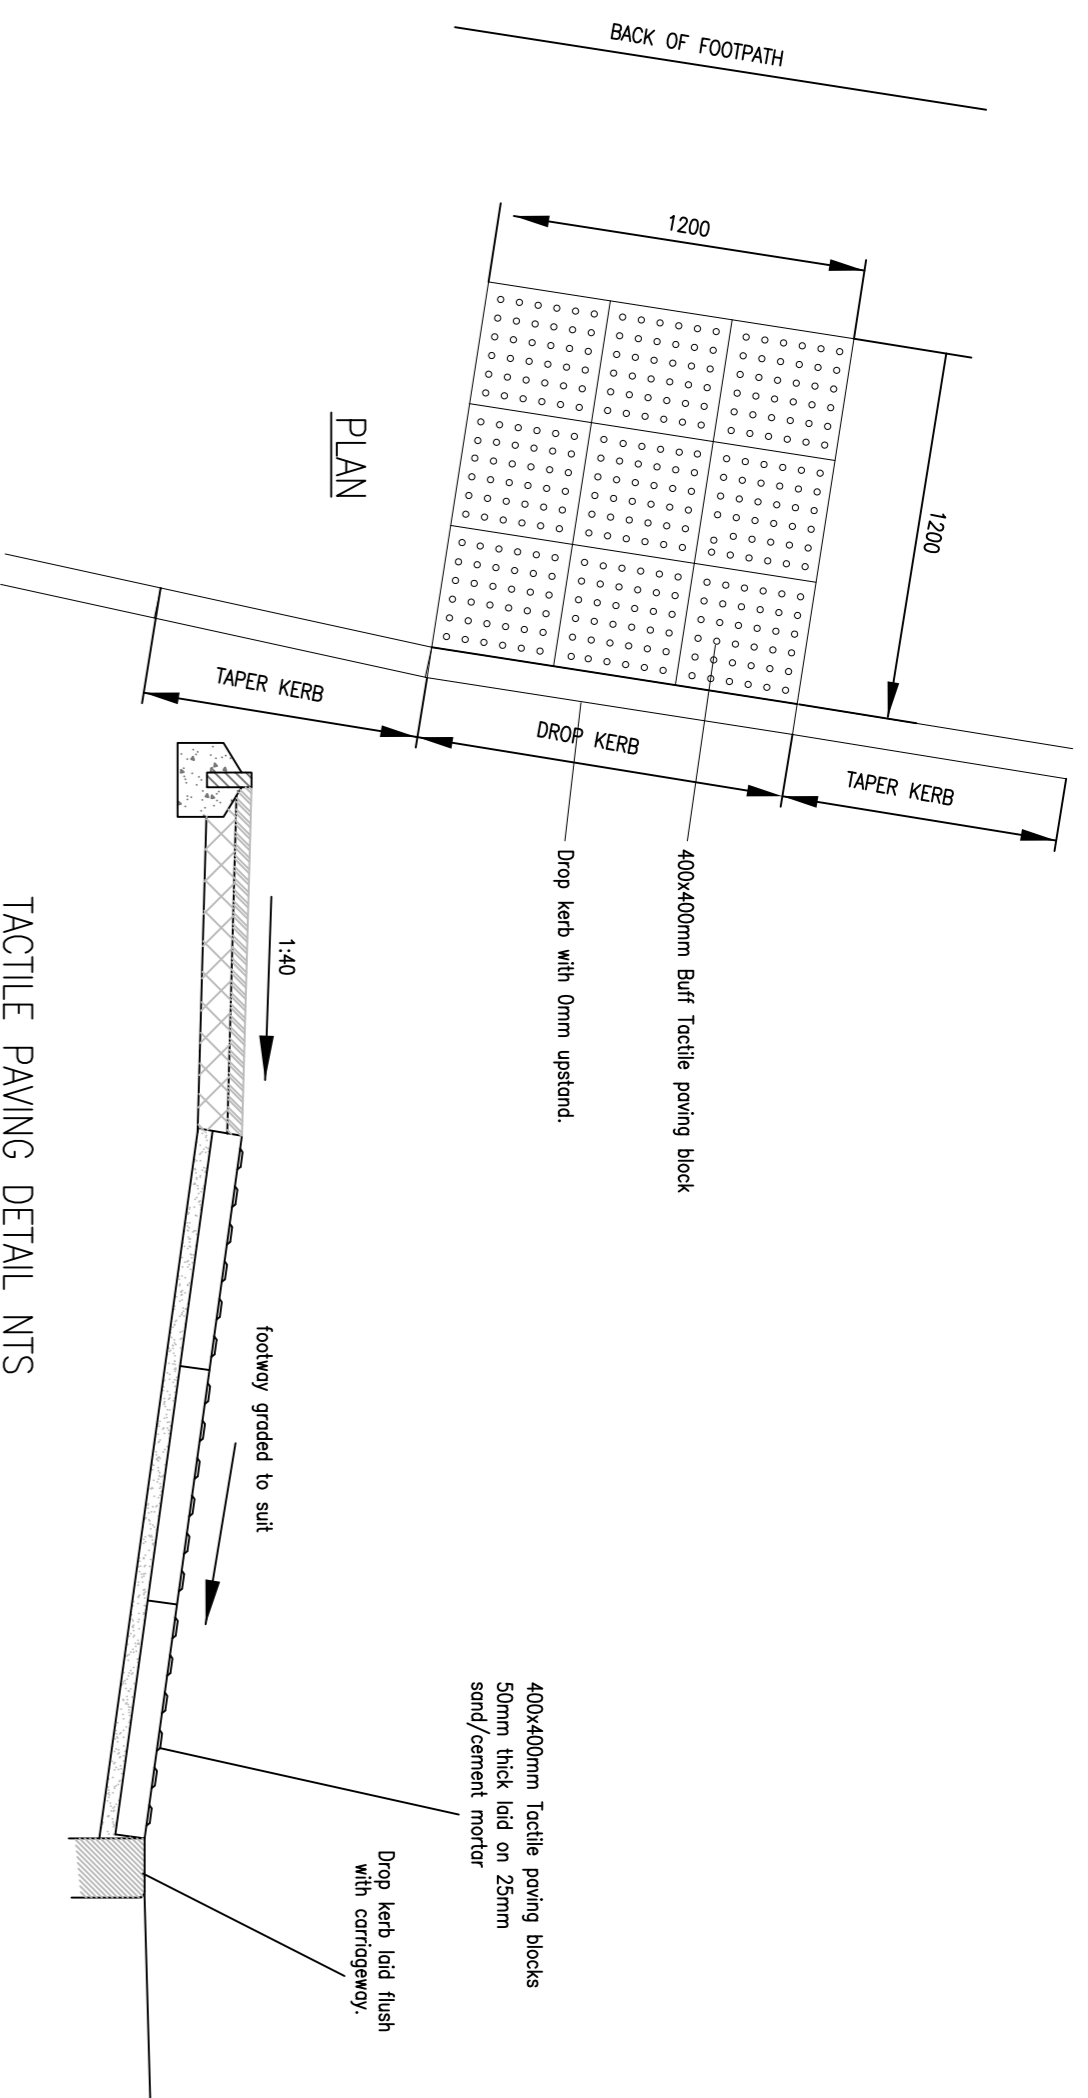 BACK OF FOOTPATH
1200
1200
PLAN
TAPER KERB
DROP KERB
TAPER KERB
400x400mm Buff Tactile paving block
Drop kerb with 0mm upstand.
1:40
footway graded to suit
400x400mm Tactile paving blocks
50mm thick laid on 25mm
sand/cement mortar
Drop kerb laid flush
with carriageway.
TACTILE PAVING DETAIL NTS